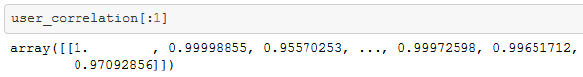 user_correlation[:1]
array([[1.        , 0.99998855, 0.95570253, ..., 0.99972598, 0.99651712,
        0.97092856]])